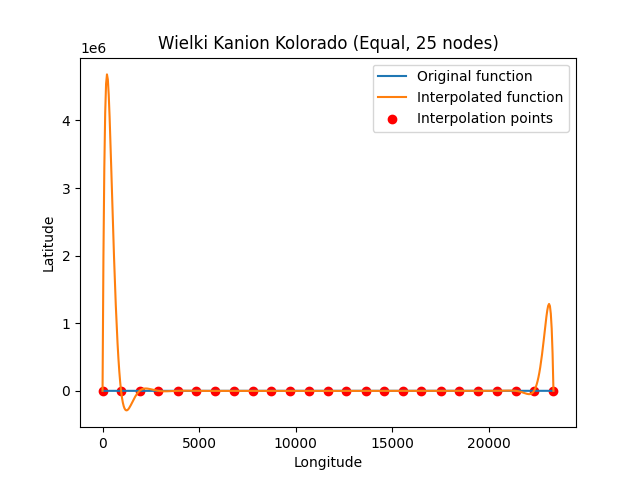 Wielki Kanion Kolorado (Equal, 25 nodes)
1e6
Original function
Interpolated function
Interpolation points
4
3
2
1
0
Latitude
0 5000 10000 15000 20000
Longitude